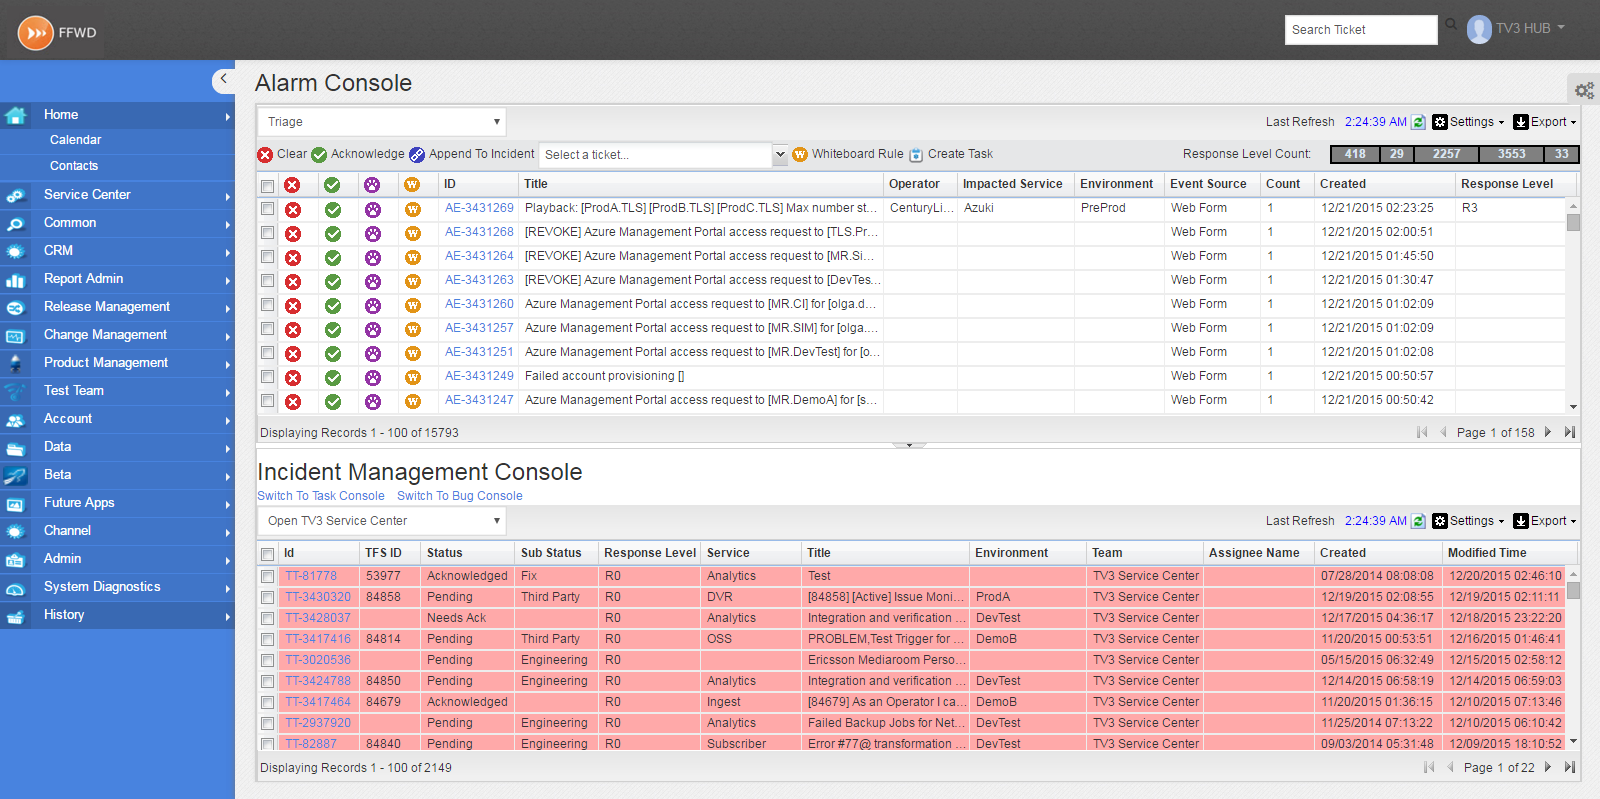 FFWD
Search Ticket
TV3 HUB
Home
Calendar
Contacts
Service Center
Common
CRM
Report Admin
Release Management
Change Management
Product Management
Test Team
Account
Data
Beta
Future Apps
Channel
Admin
System Diagnostics
History
Alarm Console
Triage Last Refresh 2:24:39 AM Settings Export
Clear Acknowledge Append To Incident Select a ticket... Whiteboard Rule Create Task Response Level Count: 418 29 2257 3553 33
ID Title Operator Impacted Service Environment Event Source Count Created Response Level
AE-3431269 Playback: [ProdA.TLS] [ProdB.TLS] [ProdC.TLS] Max number st... CenturyLi... Azuki PreProd Web Form 1 12/21/2015 02:23:25 R3
AE-3431268 [REVOKE] Azure Management Portal access request to [TLS.Pr... Web Form 1 12/21/2015 02:00:51
AE-3431264 [REVOKE] Azure Management Portal access request to [MR.Si... Web Form 1 12/21/2015 01:45:50
AE-3431263 [REVOKE] Azure Management Portal access request to [DevTes... Web Form 1 12/21/2015 01:30:47
AE-3431260 Azure Management Portal access request to [MR.CI] for [olga.d... Web Form 1 12/21/2015 01:02:09
AE-3431257 Azure Management Portal access request to [MR.SIM] for [olga.... Web Form 1 12/21/2015 01:02:09
AE-3431251 Azure Management Portal access request to [MR.DevTest] for [o... Web Form 1 12/21/2015 01:02:08
AE-3431249 Failed account provisioning [] Web Form 1 12/21/2015 00:50:57
AE-3431247 Azure Management Portal access request to [MR.DemoA] for [s... Web Form 1 12/21/2015 00:50:42
Displaying Records 1 - 100 of 15793 Page 1 of 158
Incident Management Console
Switch To Task Console Switch To Bug Console
Open TV3 Service Center Last Refresh 2:24:39 AM Settings Export
Id TFS ID Status Sub Status Response Level Service Title Environment Team Assignee Name Created Modified Time
TT-81778 53977 Acknowledged Fix R0 Analytics Test TV3 Service Center 07/28/2014 08:08:08 12/20/2015 02:46:10
TT-3430320 84858 Pending Third Party R0 DVR [84858] [Active] Issue Moni... ProdA TV3 Service Center 12/19/2015 02:08:55 12/19/2015 02:11:11
TT-3428037 Needs Ack R0 Analytics Integration and verification ... DevTest TV3 Service Center 12/17/2015 04:36:17 12/18/2015 23:22:20
TT-3417416 84814 Pending Third Party R0 OSS PROBLEM,Test Trigger for ... DemoB TV3 Service Center 11/20/2015 00:53:51 12/16/2015 01:46:41
TT-3020536 Pending Engineering R0 Ericsson Mediaroom Perso... TV3 Service Center 05/15/2015 06:32:49 12/15/2015 02:58:12
TT-3424788 84850 Pending Engineering R0 Analytics Integration and verification ... DevTest TV3 Service Center 12/14/2015 06:58:19 12/14/2015 06:59:03
TT-3417464 84679 Acknowledged R0 Ingest [84679] As an Operator I ca... DemoB TV3 Service Center 11/20/2015 01:36:15 12/10/2015 07:13:46
TT-2937920 Pending Engineering R0 Analytics Failed Backup Jobs for Net... DevTest TV3 Service Center 11/25/2014 07:13:22 12/10/2015 06:10:42
TT-82887 84840 Pending Engineering R0 Subscriber Error #77@ transformation ... DevTest TV3 Service Center 09/03/2014 05:31:48 12/09/2015 18:10:52
Displaying Records 1 - 100 of 2149 Page 1 of 22